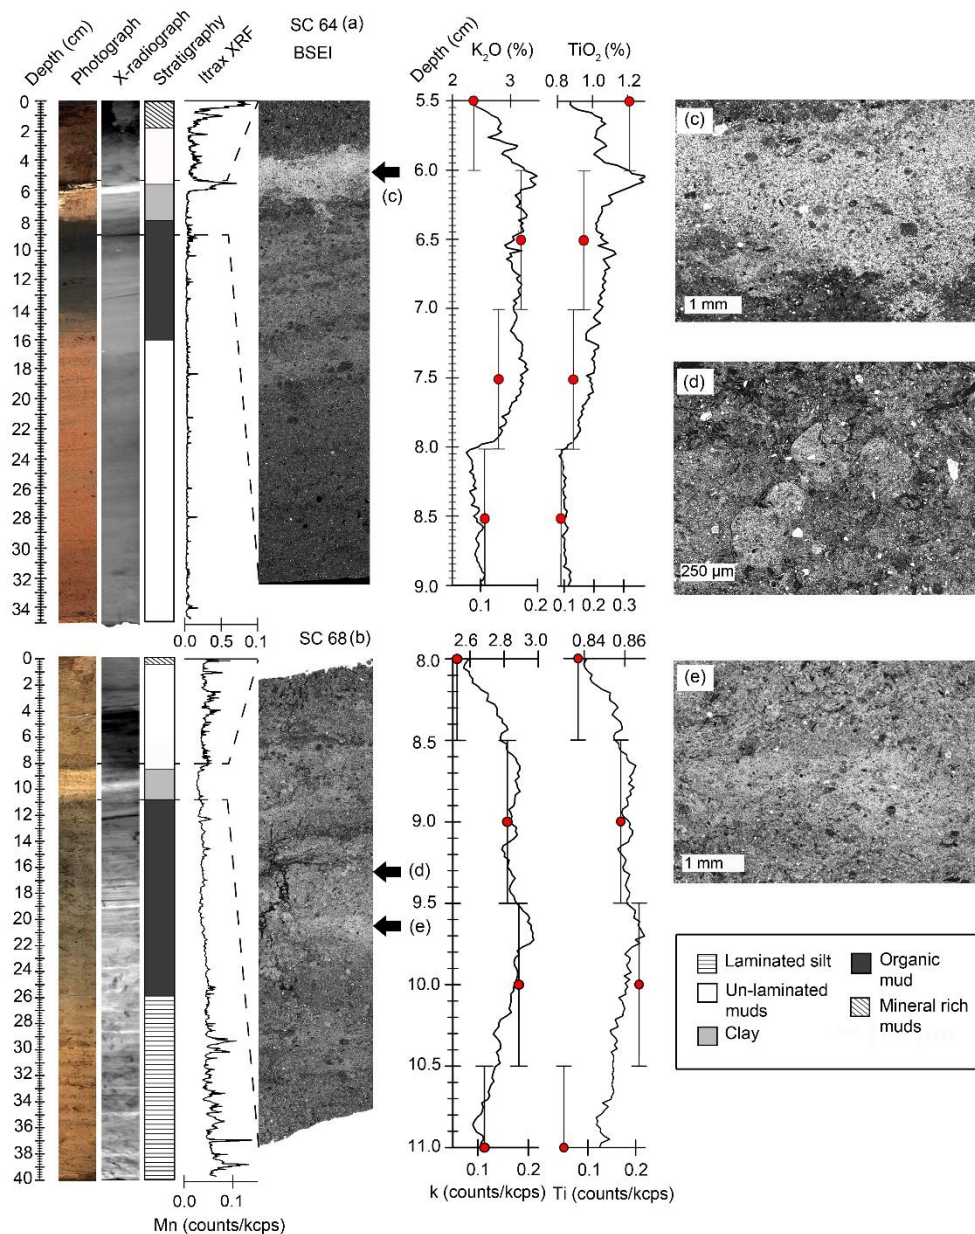 SC 64 (a)
BSEI
Depth (cm)
Photograph
X-radiograph
Stratigraphy
Itrax XRF
Depth (cm)
K₂O (%)
TiO₂ (%)
2 3
0.8 1.0 1.2
0
2
4
6
8
9
10
12
14
16
18
20
22
24
26
28
30
32
34
0.0 0.5 0.1
(c)
5.5
6.0
6.5
7.0
7.5
8.0
8.5
9.0
0.1 0.2
0.1 0.2 0.3
(c)
1 mm
(d)
250 µm
SC 68 (b)
0
2
4
6
8
9
10
12
14
16
18
20
22
24
26
28
30
31
33
34
35
36
37
38
40
0.0 0.1
Mn (counts/kcps)
(d)
(e)
2.6 2.8 3.0
0.84 0.86
8.0
8.5
9.0
9.5
10.0
10.5
11.0
0.1 0.2
0.1 0.2
k (counts/kcps)
Ti (counts/kcps)
(e)
1 mm
Laminated silt
Un-laminated
muds
Clay
Organic
mud
Mineral rich
muds